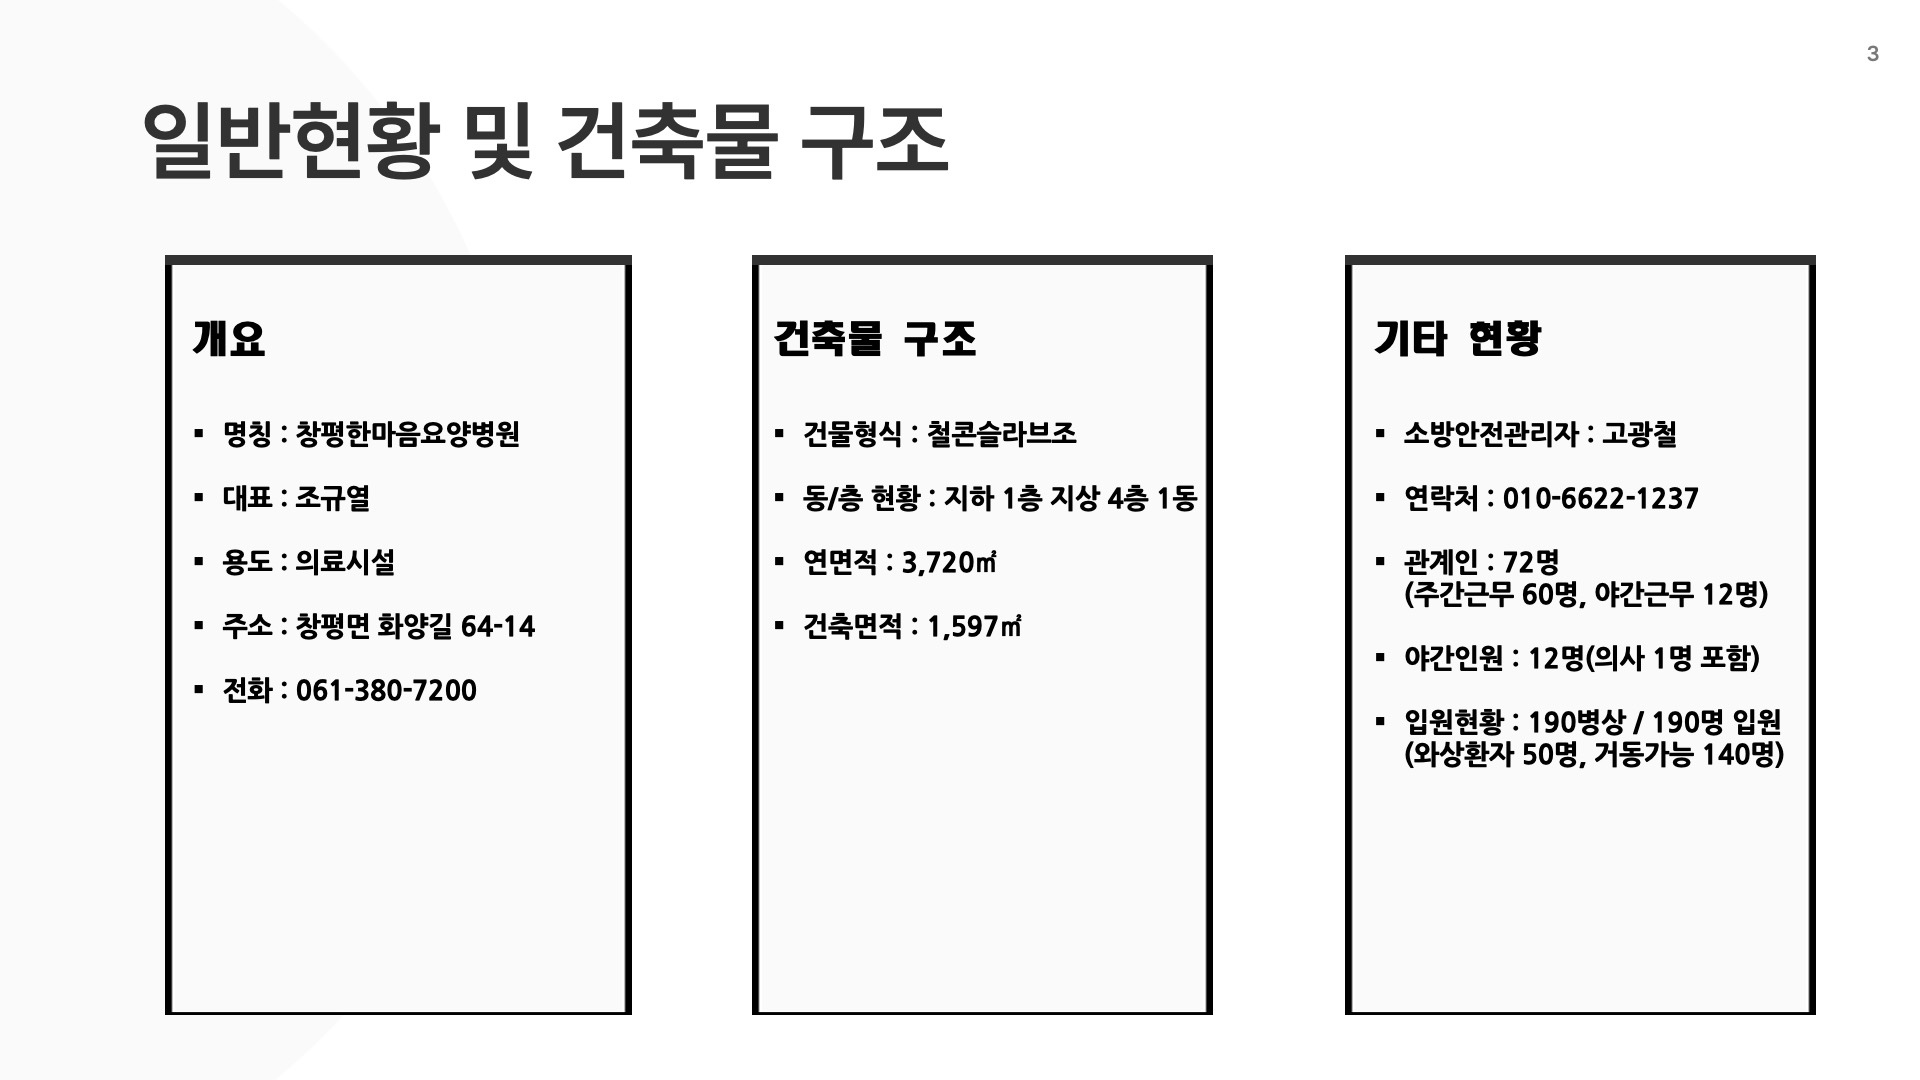 3
일반현황 및 건축물 구조
개요
▪ 명칭 : 창평한마음요양병원
▪ 대표 : 조규열
▪ 용도 : 의료시설
▪ 주소 : 창평면 화양길 64-14
▪ 전화 : 061-380-7200
건축물 구조
▪ 건물형식 : 철콘슬라브조
▪ 동/층 현황 : 지하 1층 지상 4층 1동
▪ 연면적 : 3,720㎡
▪ 건축면적 : 1,597㎡
기타 현황
▪ 소방안전관리자 : 고광철
▪ 연락처 : 010-6622-1237
▪ 관계인 : 72명
(주간근무 60명, 야간근무 12명)
▪ 야간인원 : 12명(의사 1명 포함)
▪ 입원현황 : 190병상 / 190명 입원
(와상환자 50명, 거동가능 140명)